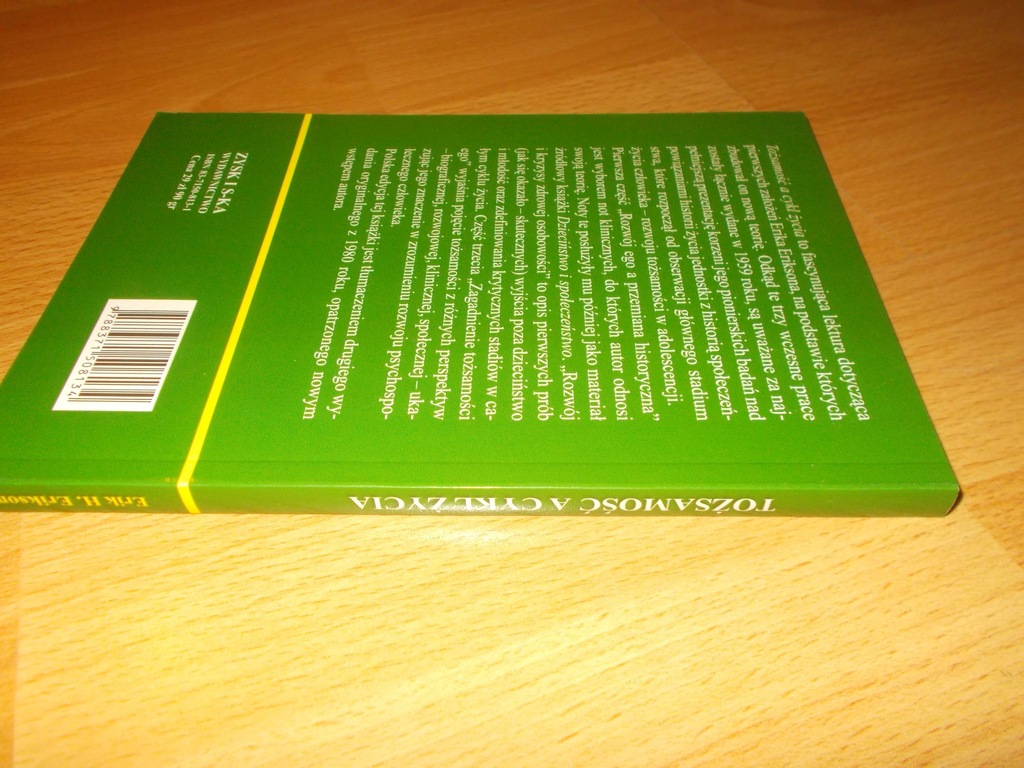 Tożsamość a cykl życia to fascynująca lektura dotycząca
pierwszych założeń Erika Eriksona, na podstawie których
zbudował on nową teorię. Odkąd te trzy wczesne prace
zostały łącznie wydane w 1959 roku, są uważane za naj-
pełniejszą prezentację korzeni jego pionierskich badań nad
powiązaniami historii życia jednostki z historią społeczeń-
stwa, które rozpoczął od obserwacji głównego stadium
życia człowieka – rozwoju tożsamości w adolescencji.
Pierwsza część „Rozwój ego a przemiana historyczna”,
jest wyborem not klinicznych, do których autor odnosi
swoją teorię. Noty te posłużyły mu później jako materiał
źródłowy książki Dzieciństwo i społeczeństwo. „Rozwój
i kryzysy zdrowej osobowości” to opis pierwszych prób
(jak się okazało – skutecznych) wyjścia poza dzieciństwo
i młodość oraz zdefiniowania krytycznych stadiów w ca-
łym cyklu życia. Część trzecia „Zagadnienie tożsamości
ego” wyjaśnia pojęcie tożsamości z różnych perspektyw
– biograficznej, rozwojowej, klinicznej, społecznej – uka-
zując jego znaczenie w zrozumieniu rozwoju psychospo-
łecznego człowieka.
Polska edycja tej książki jest tłumaczeniem drugiego wy-
dania oryginalnego z 1980 roku, opatrzonego nowym
wstępem autora.
ZYSK I S-KA
WYDAWNICTWO
ISBN 83-7150-813-1
Cena 29 zł 90 gr
9788371508134
Erik H. Erikson
TOŻSAMOŚĆ A CYKL ŻYCIA